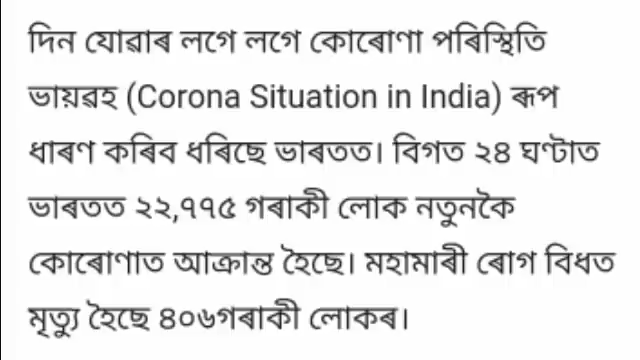 দিন যোৱাৰ লগে লগে কোৰোণা পৰিস্থিতি
ভায়ৱহ (Corona Situation in India) ৰূপ
ধাৰণ কৰিব ধৰিছে ভাৰতত। বিগত ২৪ ঘণ্টাত
ভাৰতত ২২,৭৭৫ গৰাকী লোক নতুনকৈ
কোৰোণাত আক্ৰান্ত হৈছে। মহামাৰী ৰোগ বিধত
মৃত্যু হৈছে ৪০৬গৰাকী লোকৰ।